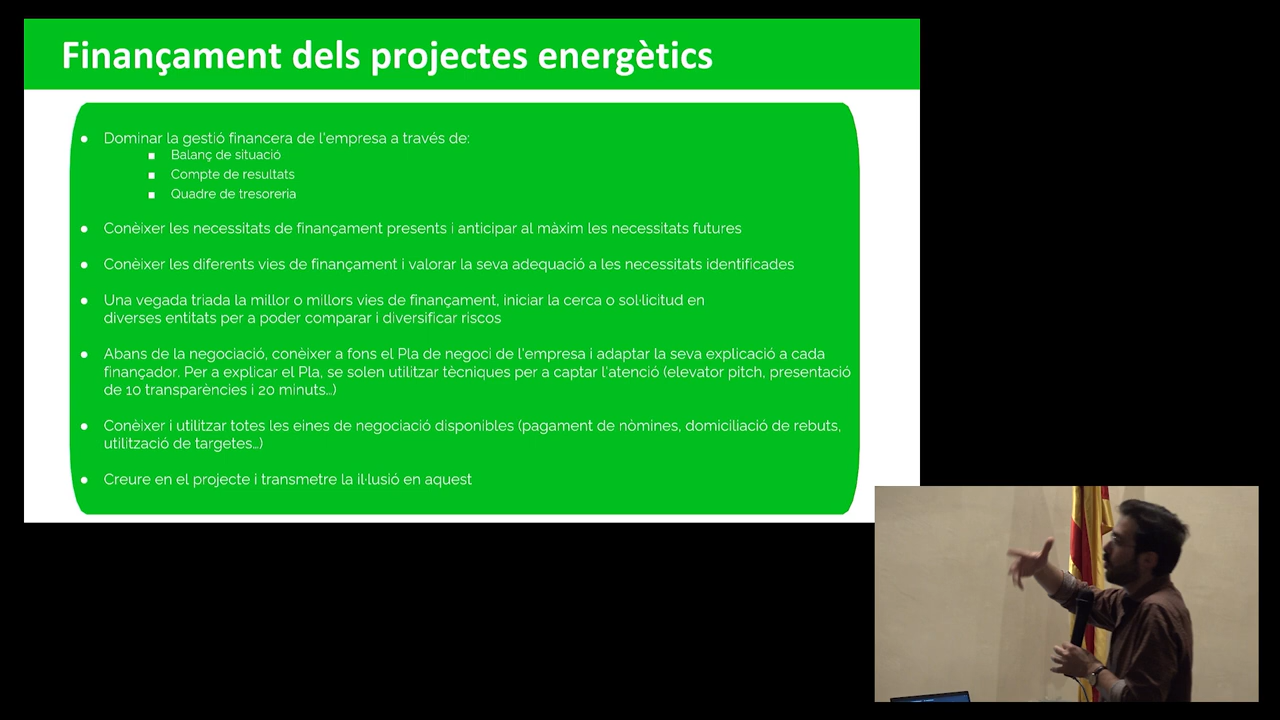 Finançament dels projectes energètics
● Dominar la gestió financera de l'empresa a través de:
■ Balanç de situació
■ Compte de resultats
■ Quadre de tresoreria
● Conèixer les necessitats de finançament presents i anticipar al màxim les necessitats futures
● Conèixer les diferents vies de finançament i valorar la seva adequació a les necessitats identificades
● Una vegada triada la millor o millors vies de finançament, iniciar la cerca o sol·licitud en
diverses entitats per a poder comparar i diversificar riscos
● Abans de la negociació, conèixer a fons el Pla de negoci de l'empresa i adaptar la seva explicació a cada
finançador. Per a explicar el Pla, se solen utilitzar tècniques per a captar l'atenció (elevator pitch, presentació
de 10 transparències i 20 minuts...)
● Conèixer i utilitzar totes les eines de negociació disponibles (pagament de nòmines, domiciliació de rebuts,
utilització de targetes...)
● Creure en el projecte i transmetre la il·lusió en aquest